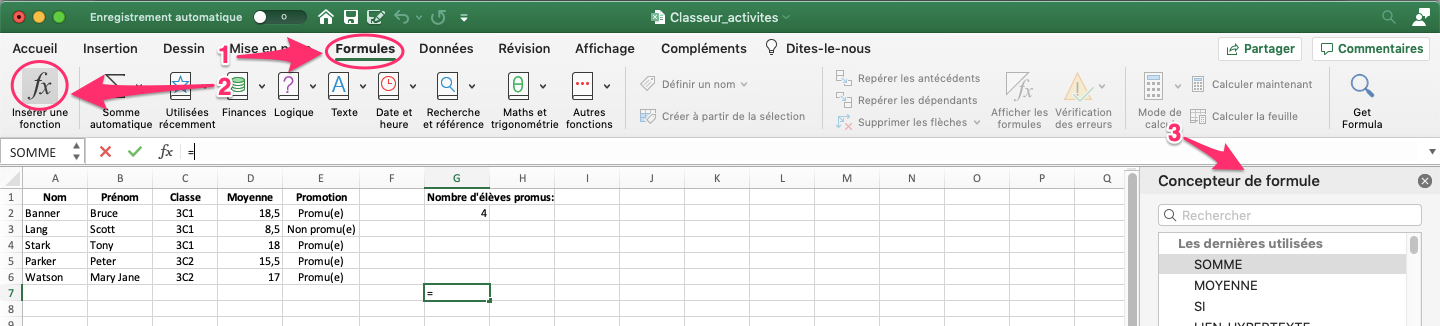 Enregistrement automatique O Classeur_activites
Accueil Insertion Dessin Mise en Formules Données Révision Affichage Compléments Dites-le-nous Partager Commentaires
1
2
fx
Insérer une fonction
Somme automatique
Utilisées récemment
Finances
Logique
Texte
Date et heure
Recherche et référence
Maths et trigonométrie
Autres fonctions
Définir un nom
Créer à partir de la sélection
Repérer les antécédents
Repérer les dépendants
Supprimer les flèches
Afficher les formules
Vérification des erreurs
Mode de
Calculer maintenant
Calculer la feuille
Get Formula
3
SOMME fx =
A B C D E F G H I J K L M N O P Q
1 Nom Prénom Classe Moyenne Promotion Nombre d'élèves promus:
2 Banner Bruce 3C1 18,5 Promu(e) 4
3 Lang Scott 3C1 8,5 Non promu(e)
4 Stark Tony 3C1 18 Promu(e)
5 Parker Peter 3C2 15,5 Promu(e)
6 Watson Mary Jane 3C2 17 Promu(e)
7 =
8
9
Concepteur de formule
Rechercher
Les dernières utilisées
SOMME
MOYENNE
SI
LIEN_HYPERTEXTE